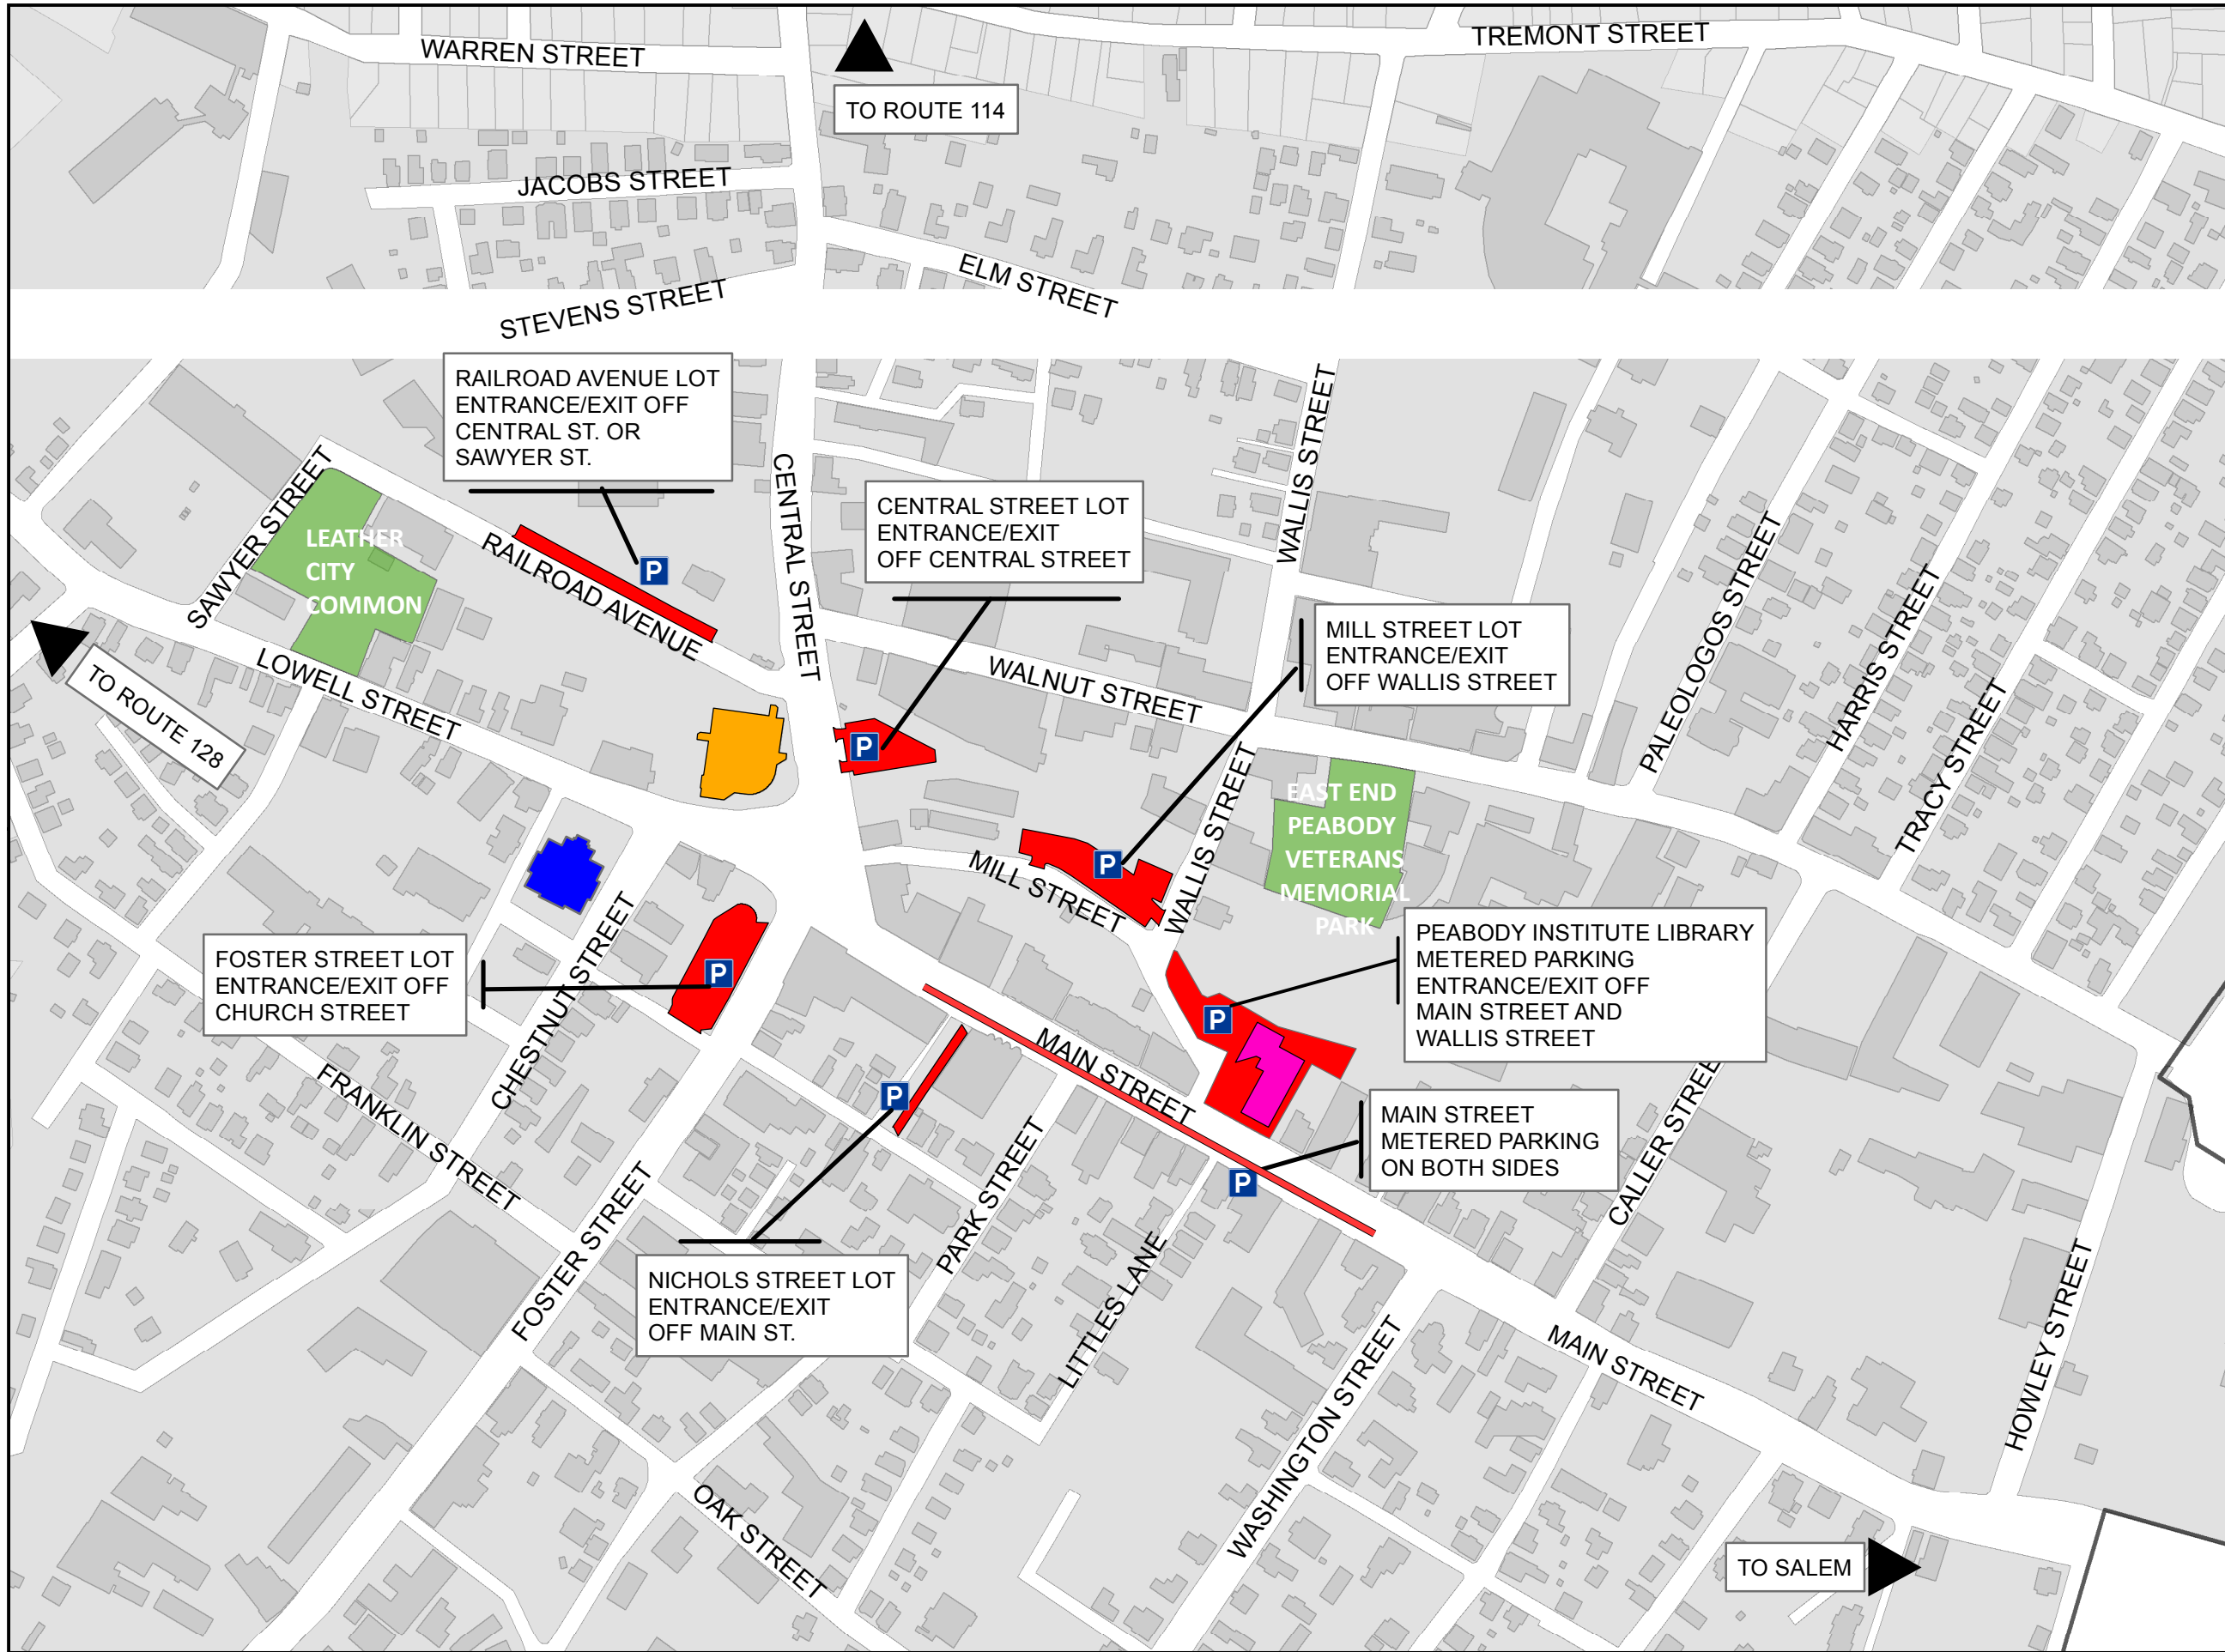 WARREN STREET
TREMONT STREET
TO ROUTE 114
JACOBS STREET
ELM STREET
STEVENS STREET
RAILROAD AVENUE LOT
ENTRANCE/EXIT OFF
CENTRAL ST. OR
SAWYER ST.
P
CENTRAL STREET
CENTRAL STREET LOT
ENTRANCE/EXIT
OFF CENTRAL STREET
P
WALLIS STREET
SAWYER STREET
LEATHER
CITY
COMMON
RAILROAD AVENUE
MILL STREET LOT
ENTRANCE/EXIT
OFF WALLIS STREET
P
PALEOLOGOS STREET
HARRIS STREET
TRACY STREET
TO ROUTE 128
LOWELL STREET
WALNUT STREET
WALLIS STREET
EAST END
PEABODY
VETERANS
MEMORIAL
PARK
MILL STREET
FOSTER STREET LOT
ENTRANCE/EXIT OFF
CHURCH STREET
P
CHESTNUT STREET
PEABODY INSTITUTE LIBRARY
METERED PARKING
ENTRANCE/EXIT OFF
MAIN STREET AND
WALLIS STREET
P
MAIN STREET
MAIN STREET
METERED PARKING
ON BOTH SIDES
P
FRANKLIN STREET
P
NICHOLS STREET LOT
ENTRANCE/EXIT
OFF MAIN ST.
FOSTER STREET
PARK STREET
LITTLES LANE
CALLER STREE
MAIN STREET
HOWLEY STREET
WASHINGTON STREET
OAK STREET
TO SALEM